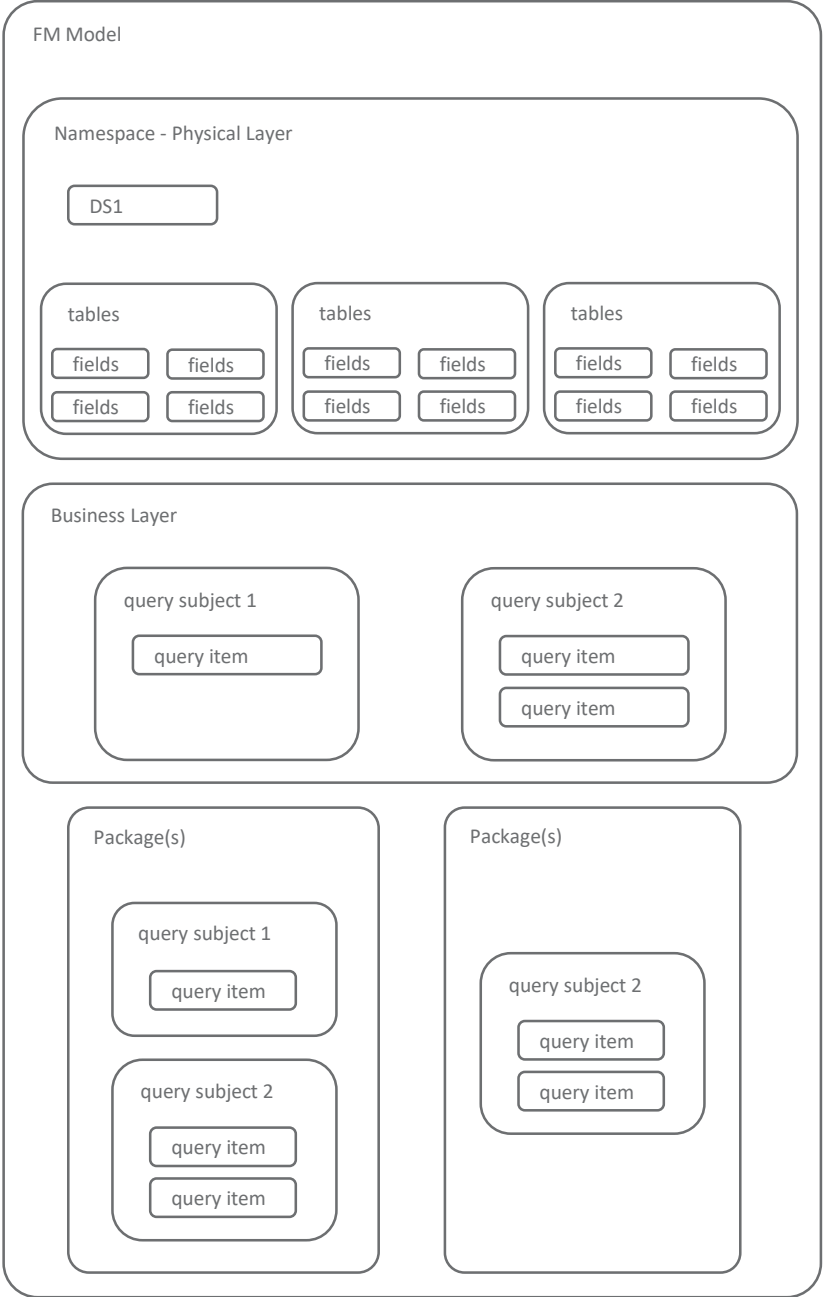 FM Model
Namespace - Physical Layer
DS1
tables
fields fields
fields fields
tables
fields fields
fields fields
tables
fields fields
fields fields
Business Layer
query subject 1
query item
query subject 2
query item
query item
Package(s)
query subject 1
query item
query subject 2
query item
query item
Package(s)
query subject 2
query item
query item